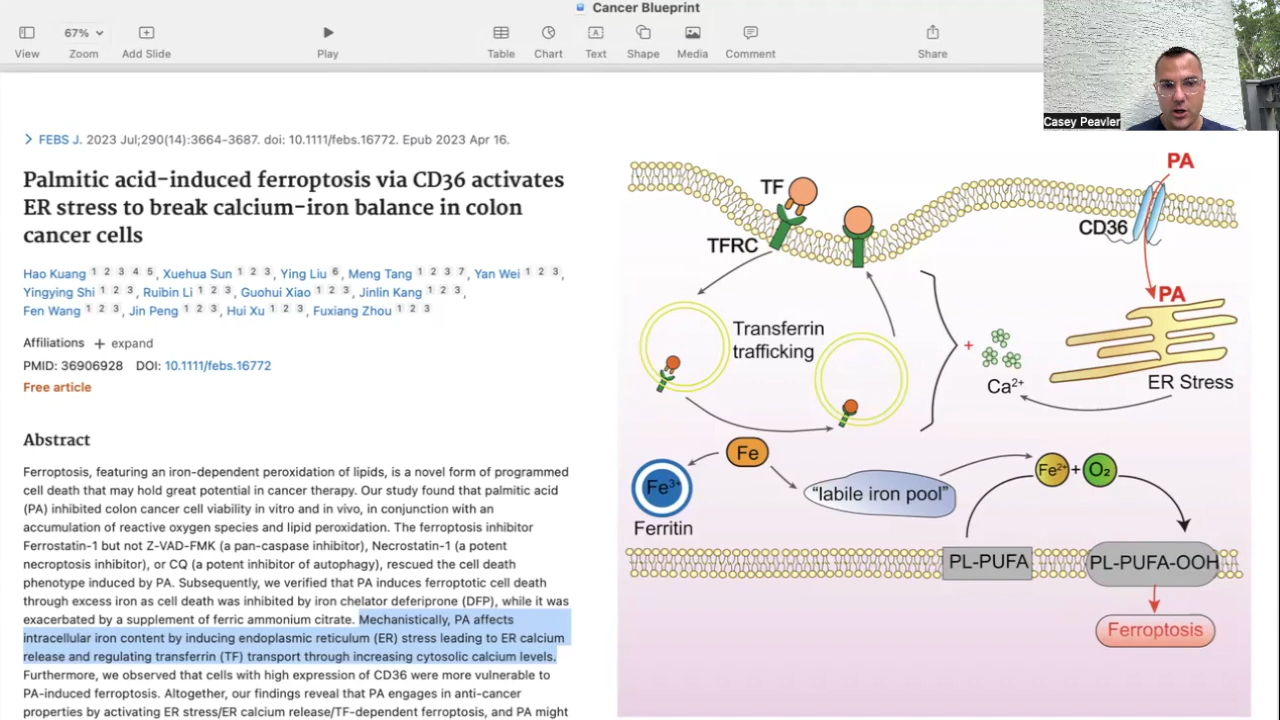 Cancer Blueprint
View
67%
Zoom
Add Slide
Play
Table
Chart
Text
Shape
Media
Comment
Share
Casey Peavler
FEBS J. 2023 Jul;290(14):3664-3687. doi: 10.1111/febs.16772. Epub 2023 Apr 16.
Palmitic acid-induced ferroptosis via CD36 activates
ER stress to break calcium-iron balance in colon
cancer cells
Hao Kuang 1 2 3 4 5, Xuehua Sun 1 2 3, Ying Liu 6, Meng Tang 1 2 3 7, Yan Wei 1 2 3,
Yingying Shi 1 2 3, Ruibin Li 1 2 3, Guohui Xiao 1 2 3, Jinlin Kang 1 2 3,
Fen Wang 1 2 3, Jin Peng 1 2 3, Hui Xu 1 2 3, Fuxiang Zhou 1 2 3
Affiliations + expand
PMID: 36906928 DOI: 10.1111/febs.16772
Free article
Abstract
Ferroptosis, featuring an iron-dependent peroxidation of lipids, is a novel form of programmed
cell death that may hold great potential in cancer therapy. Our study found that palmitic acid
(PA) inhibited colon cancer cell viability in vitro and in vivo, in conjunction with an
accumulation of reactive oxygen species and lipid peroxidation. The ferroptosis inhibitor
Ferrostatin-1 but not Z-VAD-FMK (a pan-caspase inhibitor), Necrostatin-1 (a potent
necroptosis inhibitor), or CQ (a potent inhibitor of autophagy), rescued the cell death
phenotype induced by PA. Subsequently, we verified that PA induces ferroptotic cell death
through excess iron as cell death was inhibited by iron chelator deferiprone (DFP), while it was
exacerbated by a supplement of ferric ammonium citrate. Mechanistically, PA affects
intracellular iron content by inducing endoplasmic reticulum (ER) stress leading to ER calcium
release and regulating transferrin (TF) transport through increasing cytosolic calcium levels.
Furthermore, we observed that cells with high expression of CD36 were more vulnerable to
PA-induced ferroptosis. Altogether, our findings reveal that PA engages in anti-cancer
properties by activating ER stress/ER calcium release/TF-dependent ferroptosis, and PA might
PA
TF
CD36
TFRC
PA
Transferrin
trafficking
+
Ca²⁺
ER Stress
Fe
Fe³⁺
"labile iron pool"
Fe²⁺ + O₂
Ferritin
PL-PUFA
PL-PUFA-OOH
Ferroptosis